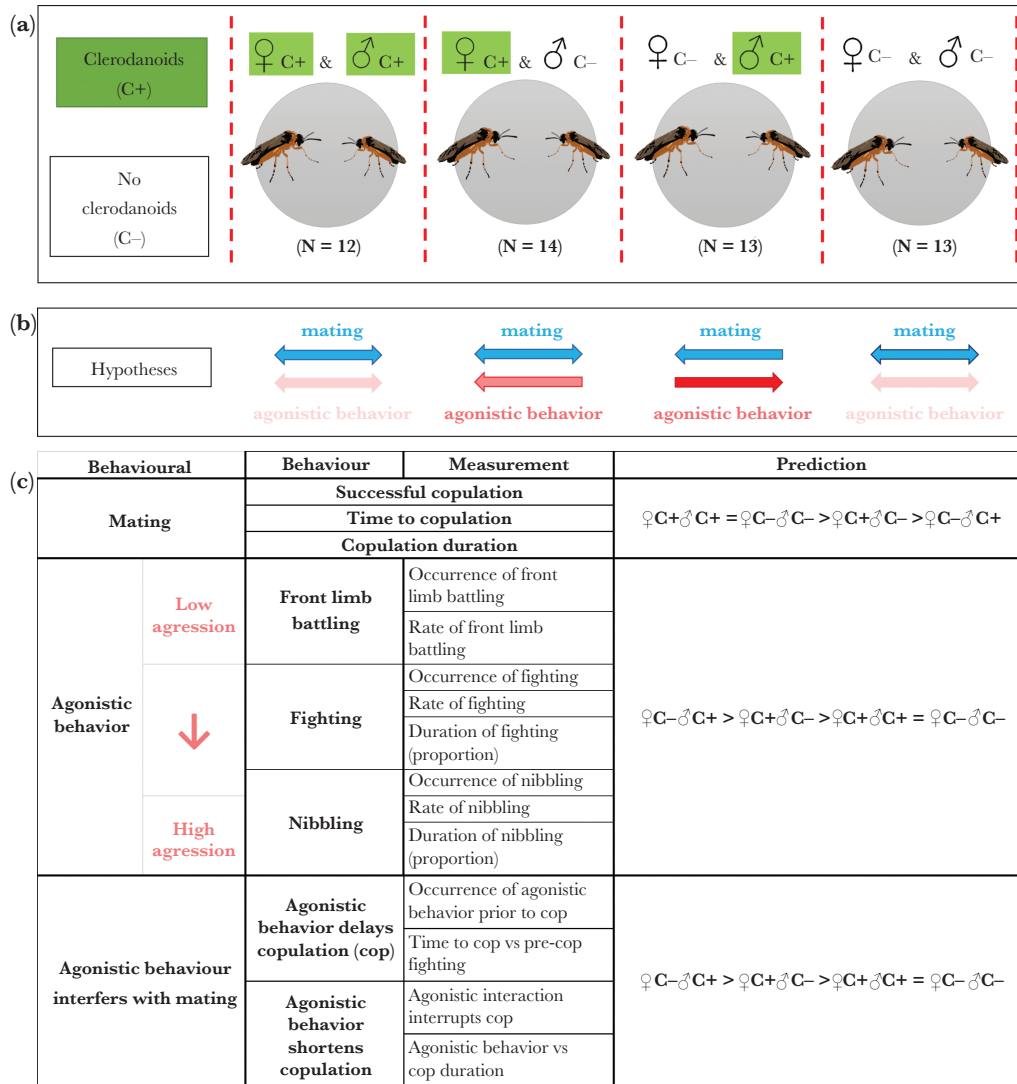 (a)
Clerodanoids
(C+)
No
clerodanoids
(C–)
♀ C+ & ♂ C+
(N = 12)
♀ C+ & ♂ C–
(N = 14)
♀ C– & ♂ C+
(N = 13)
♀ C– & ♂ C–
(N = 13)
(b)
Hypotheses
mating
agonistic behavior
mating
agonistic behavior
mating
agonistic behavior
mating
agonistic behavior
(c)
Behavioural
Behaviour
Measurement
Prediction
Mating
Successful copulation
Time to copulation
Copulation duration
♀C+♂C+ =♀C–♂C– >♀C+♂C– >♀C–♂C+
Agonistic
behavior
Low
agression
↓
High
agression
Front limb
battling
Occurrence of front
limb battling
Rate of front limb
battling
Fighting
Occurrence of fighting
Rate of fighting
Duration of fighting
(proportion)
Nibbling
Occurrence of nibbling
Rate of nibbling
Duration of nibbling
(proportion)
♀C–♂C+ >♀C+♂C– >♀C+♂C+ = ♀C–♂C–
Agonistic behaviour
interfers with mating
Agonistic
behavior delays
copulation (cop)
Occurrence of agonistic
behavior prior to cop
Time to cop vs pre-cop
fighting
Agonistic
behavior
shortens
copulation
Agonistic interaction
interrupts cop
Agonistic behavior vs
cop duration
♀C–♂C+ >♀C+♂C– >♀C+♂C+ = ♀C–♂C–